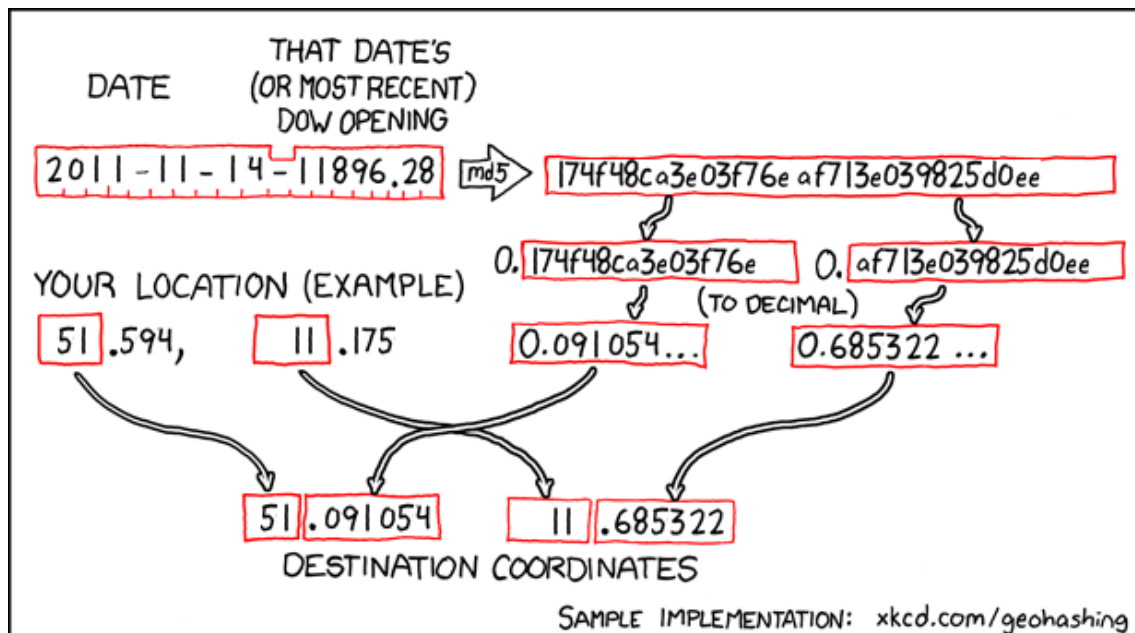 DATE
THAT DATE'S
(OR MOST RECENT)
DOW OPENING
2011-11-14-11896.28
md5
174f48ca3e03f76eaf713e039825d0ee
0.174f48ca3e03f76e
0.af713e039825d0ee
(TO DECIMAL)
0.091054...
0.685322...
YOUR LOCATION (EXAMPLE)
51.594, 11.175
51.091054 11.685322
DESTINATION COORDINATES
SAMPLE IMPLEMENTATION: xkcd.com/geohashing